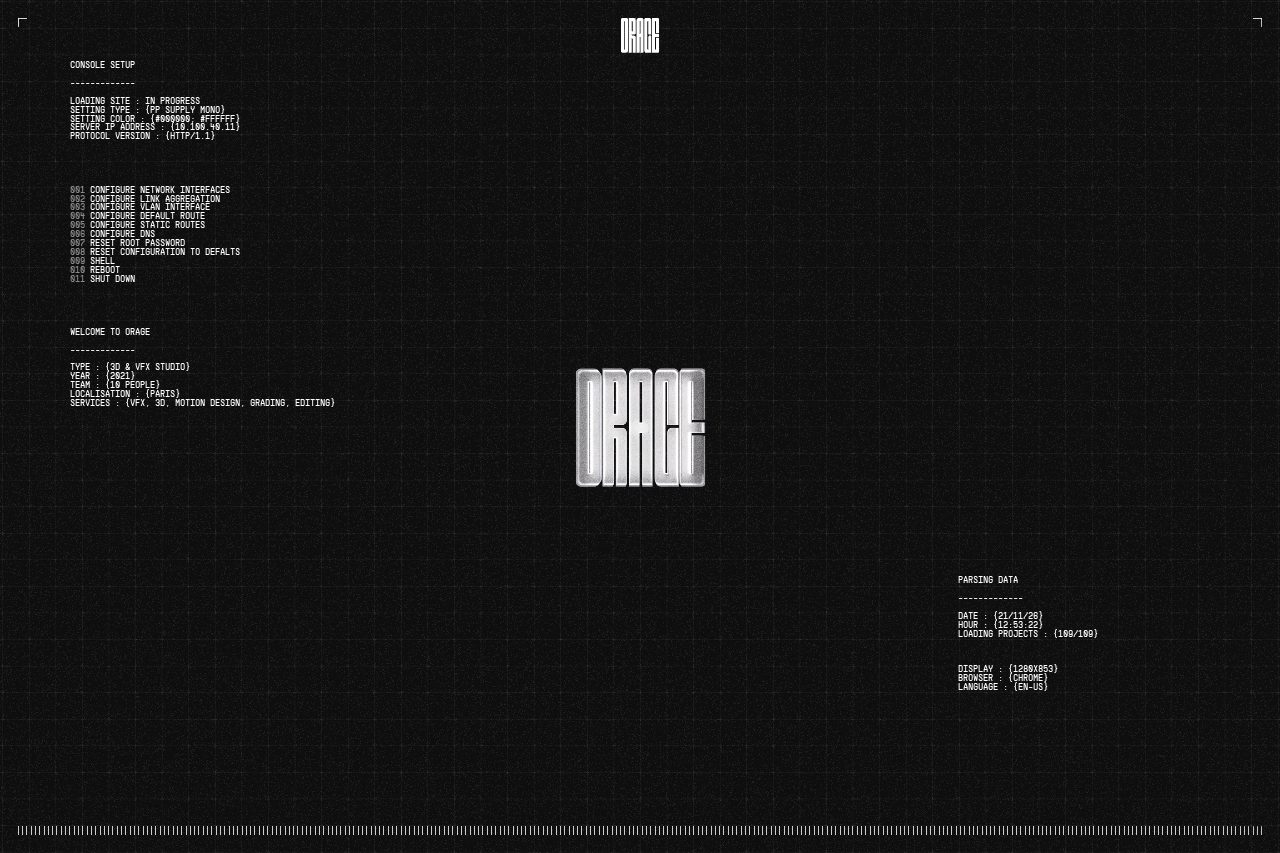 ORAGE
CONSOLE SETUP
-------------
LOADING SITE : IN PROGRESS
SETTING TYPE : {PP SUPPLY MONO}
SETTING COLOR : {#000000; #FFFFFF}
SERVER IP ADDRESS : {10.100.40.11}
PROTOCOL VERSION : {HTTP/1.1}
001 CONFIGURE NETWORK INTERFACES
002 CONFIGURE LINK AGGREGATION
003 CONFIGURE VLAN INTERFACE
004 CONFIGURE DEFAULT ROUTE
005 CONFIGURE STATIC ROUTES
006 CONFIGURE DNS
007 RESET ROOT PASSWORD
008 RESET CONFIGURATION TO DEFALTS
009 SHELL
010 REBOOT
011 SHUT DOWN
WELCOME TO ORAGE
-------------
TYPE : {3D & VFX STUDIO}
YEAR : {2021}
TEAM : {10 PEOPLE}
LOCALISATION : {PARIS}
SERVICES : {VFX, 3D, MOTION DESIGN, GRADING, EDITING}
ORAGE
PARSING DATA
-------------
DATE : {21/11/26}
HOUR : {12:53:22}
LOADING PROJECTS : {109/109}
DISPLAY : {1280X853}
BROWSER : {CHROME}
LANGUAGE : {EN-US}